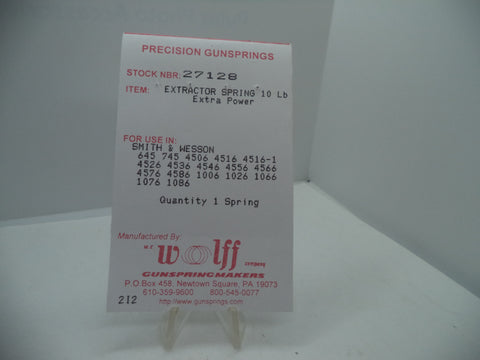 PRECISION GUNSPRINGS
STOCK NBR: 27128
ITEM: EXTRACTOR SPRING 10 Lb
Extra Power
FOR USE IN:
SMITH & WESSON
645 745 4506 4516 4516-1
4526 4536 4546 4556 4566
4576 4586 1006 1026 1066
1076 1086
Quantity 1 Spring
Manufactured By:
W.C. Wolff company
GUNSPRINGMAKERS
P.O.Box 458, Newtown Square, PA 19073
610-359-9600 800-545-0077
212 http://www.gunsprings.com